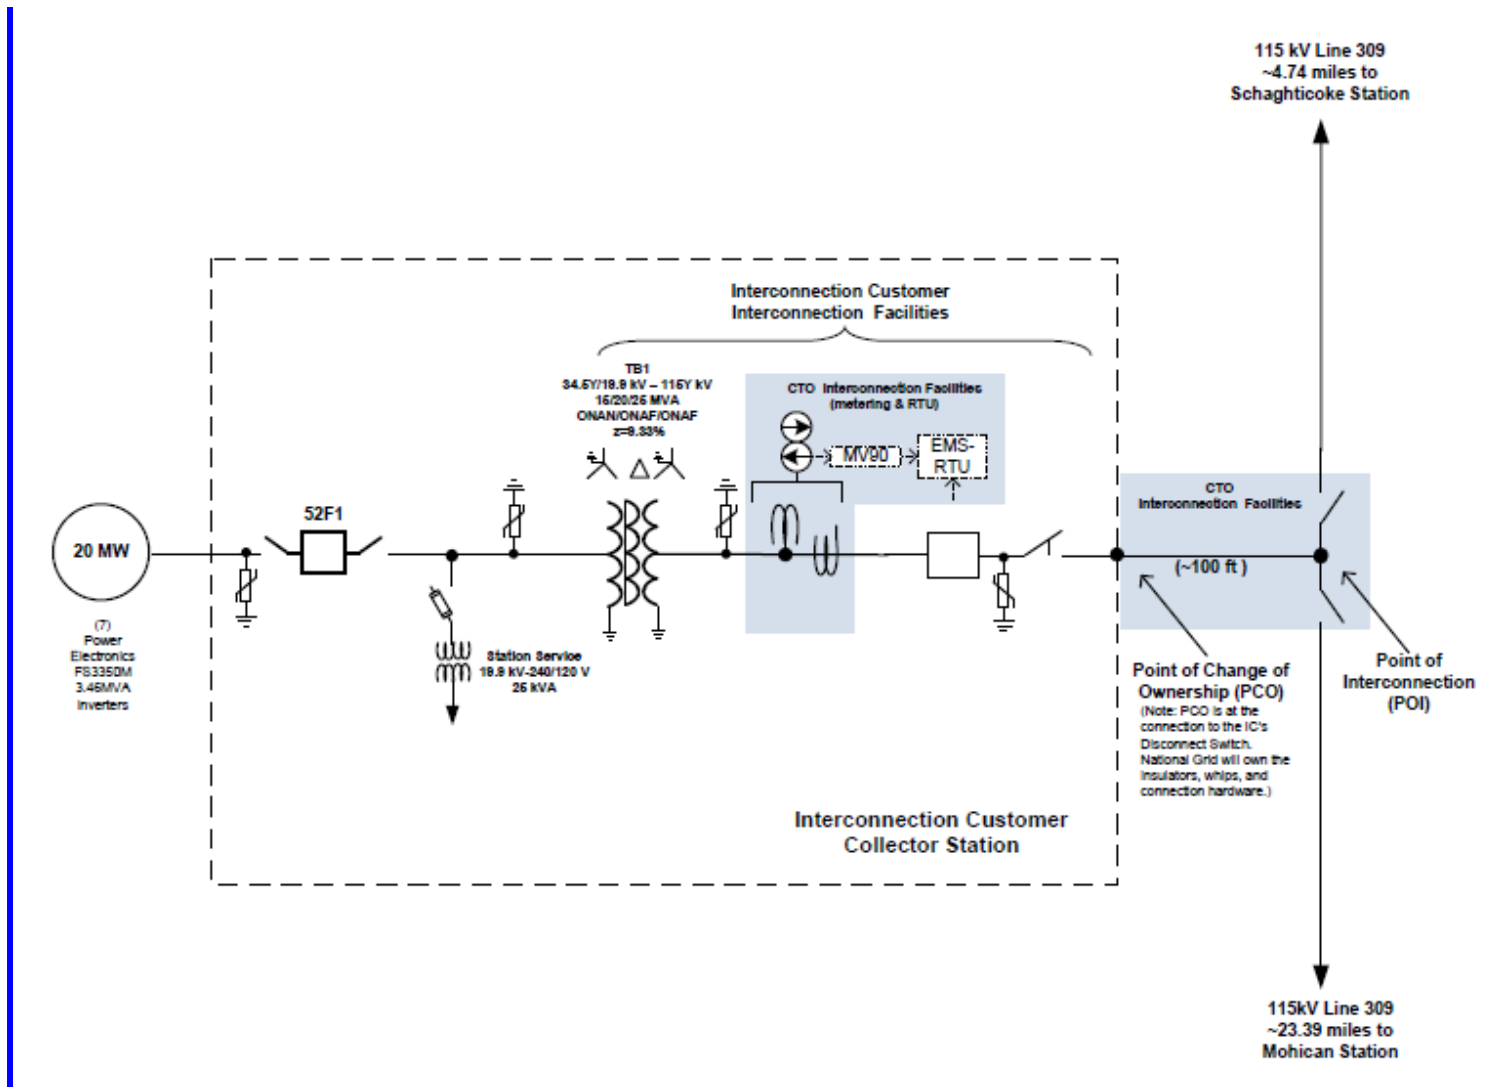 115 kV Line 309
~4.74 miles to
Schaghticoke Station
Interconnection Customer
Interconnection Facilities
TB1
34.5Y/19.9 kV – 115Y kV
15/20/25 MVA
ONAN/ONAF/ONAF
z=9.33%
CTO Interconnection Facilities
(metering & RTU)
MV90
EMS-
RTU
CTO
Interconnection Facilities
52F1
20 MW
(~100 ft )
(7)
Power
Electronics
FS3350M
3.45MVA
Inverters
Station Service
19.9 kV-240/120 V
25 kVA
Point of Change of
Ownership (PCO)
(Note: PCO is at the
connection to the IC's
Disconnect Switch.
National Grid will own the
insulators, whips, and
connection hardware.)
Point of
Interconnection
(POI)
Interconnection Customer
Collector Station
115kV Line 309
~23.39 miles to
Mohican Station